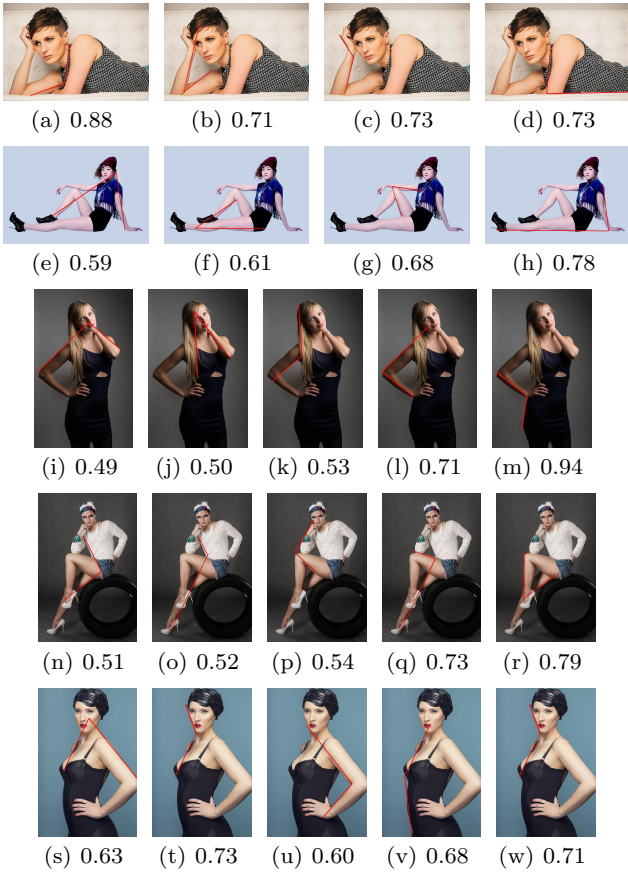 (a) 0.88 (b) 0.71 (c) 0.73 (d) 0.73
(e) 0.59 (f) 0.61 (g) 0.68 (h) 0.78
(i) 0.49 (j) 0.50 (k) 0.53 (l) 0.71 (m) 0.94
(n) 0.51 (o) 0.52 (p) 0.54 (q) 0.73 (r) 0.79
(s) 0.63 (t) 0.73 (u) 0.60 (v) 0.68 (w) 0.71